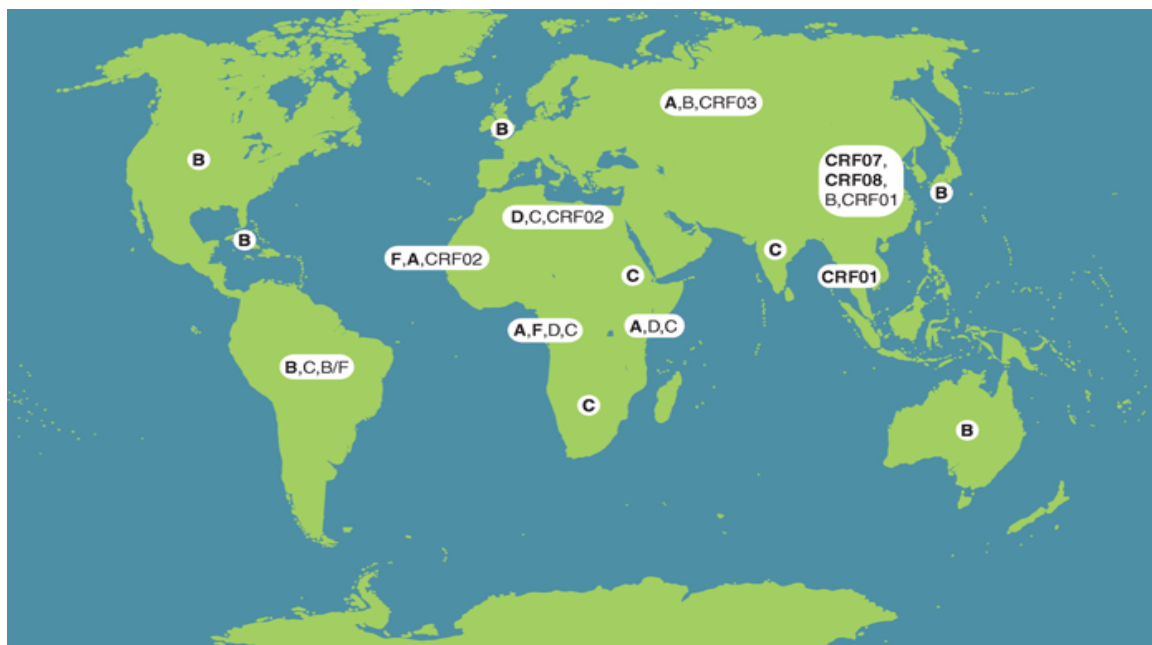 A,B,CRF03
B
B
CRF07,
CRF08,
B,CRF01
B
D,C,CRF02
B
F,A,CRF02
C
C
CRF01
A,F,D,C
A,D,C
B,C,B/F
C
B